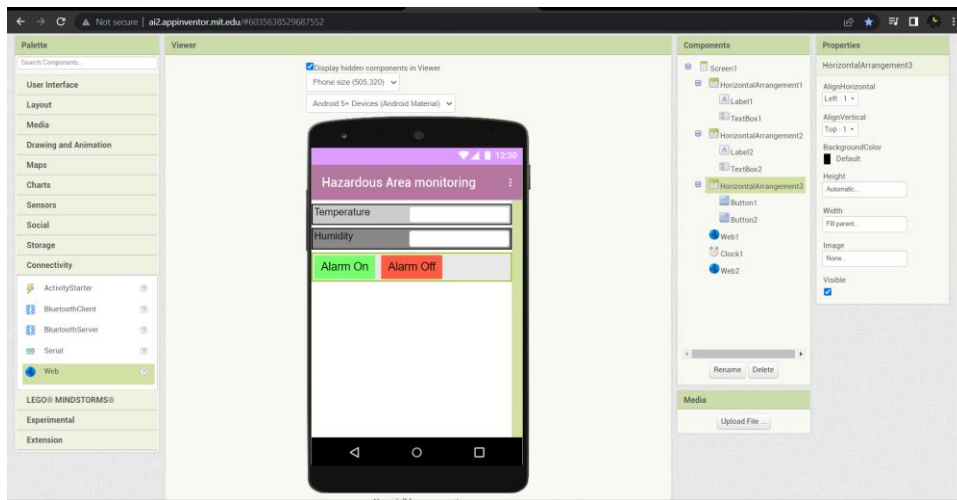 Not secure | ai2.appinventor.mit.edu/#6035638529687552
Palette
Search Components...
User Interface
Layout
Media
Drawing and Animation
Maps
Charts
Sensors
Social
Storage
Connectivity
ActivityStarter
BluetoothClient
BluetoothServer
Serial
Web
LEGO® MINDSTORMS®
Experimental
Extension
Viewer
Display hidden components in Viewer
Phone size (505,320)
Android 5+ Devices (Android Material)
12:30
Hazardous Area monitoring
Temperature
Humidity
Alarm On Alarm Off
Components
Screen1
HorizontalArrangement1
Label1
TextBox1
HorizontalArrangement2
Label2
TextBox2
HorizontalArrangement3
Button1
Button2
Web1
Clock1
Web2
Rename Delete
Media
Upload File ...
Properties
HorizontalArrangement3
AlignHorizontal
Left : 1
AlignVertical
Top : 1
BackgroundColor
Default
Height
Automatic...
Width
Fill parent...
Image
None...
Visible